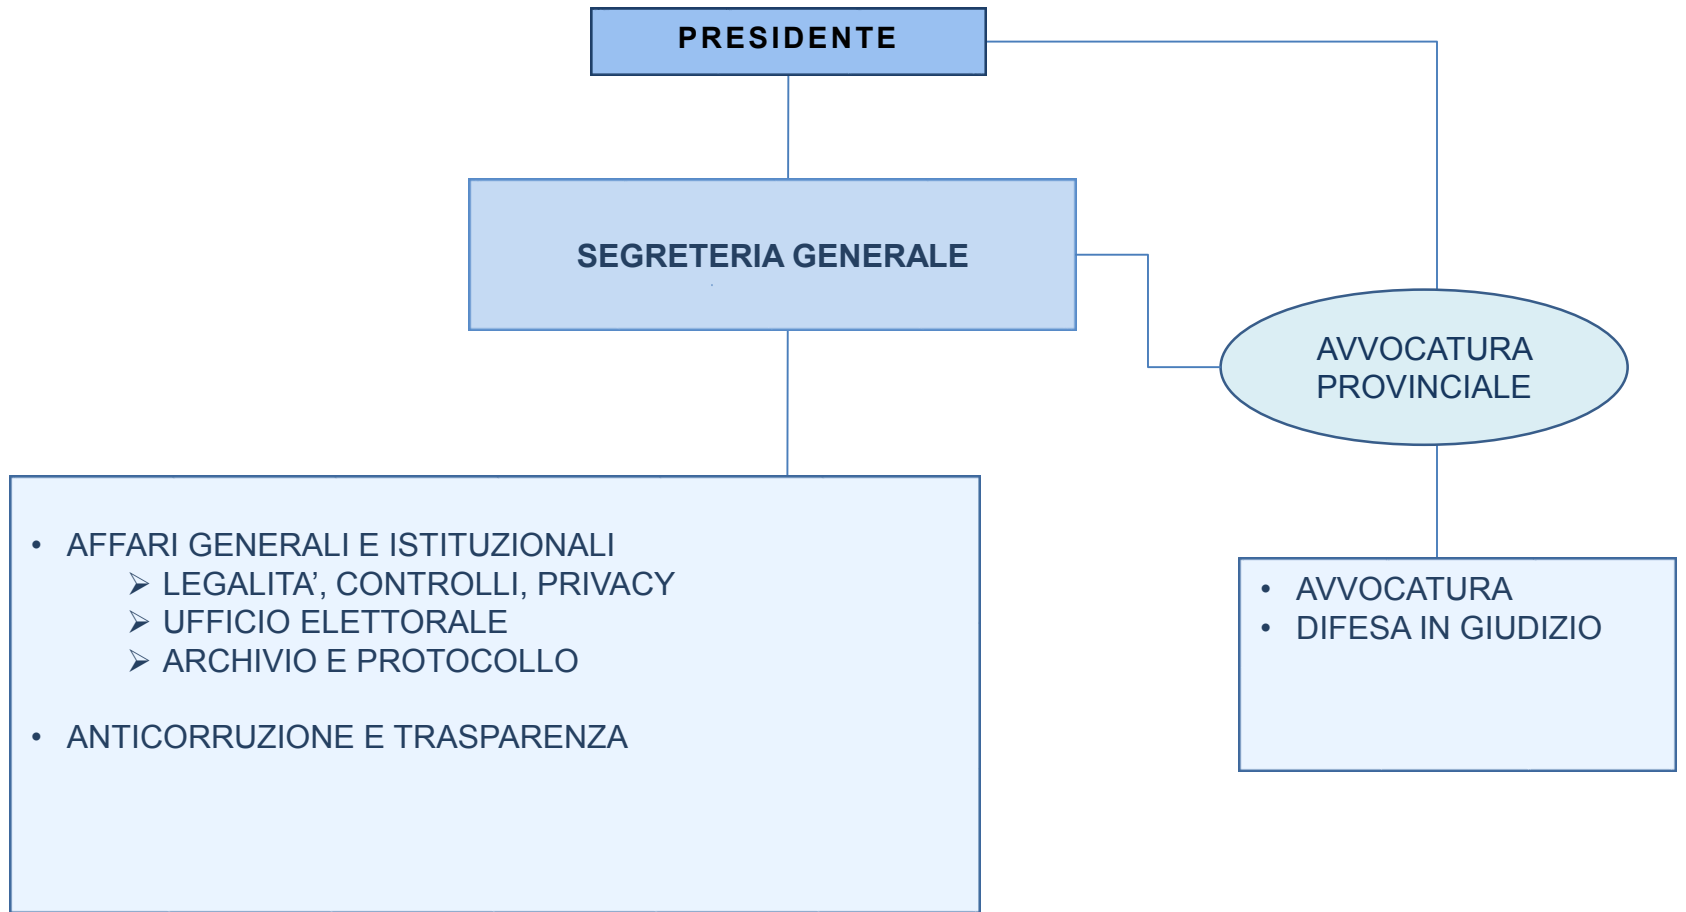 PRESIDENTE
SEGRETERIA GENERALE
AVVOCATURA
PROVINCIALE
• AFFARI GENERALI E ISTITUZIONALI
➢ LEGALITA’, CONTROLLI, PRIVACY
➢ UFFICIO ELETTORALE
➢ ARCHIVIO E PROTOCOLLO
• ANTICORRUZIONE E TRASPARENZA
• AVVOCATURA
• DIFESA IN GIUDIZIO